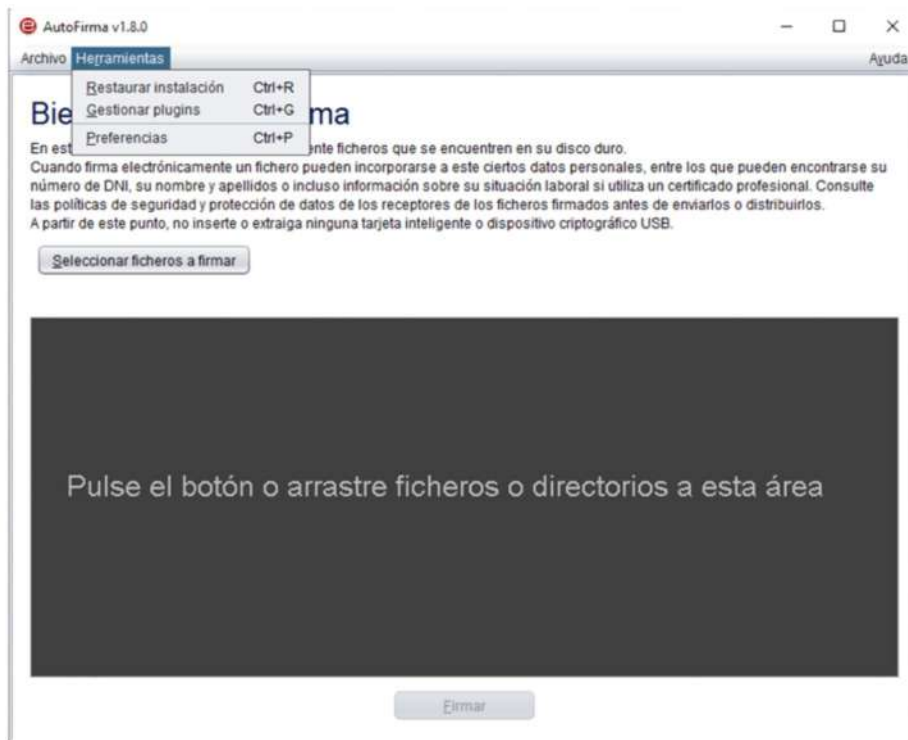 AutoFirma v1.8.0
Archivo Herramientas Ayuda
Restaurar instalación Ctrl+R
Gestionar plugins Ctrl+G
Preferencias Ctrl+P
Bie ma
En est nte ficheros que se encuentren en su disco duro.
Cuando firma electrónicamente un fichero pueden incorporarse a este ciertos datos personales, entre los que pueden encontrarse su
número de DNI, su nombre y apellidos o incluso información sobre su situación laboral si utiliza un certificado profesional. Consulte
las políticas de seguridad y protección de datos de los receptores de los ficheros firmados antes de enviarlos o distribuirlos.
A partir de este punto, no inserte o extraiga ninguna tarjeta inteligente o dispositivo criptográfico USB.
Seleccionar ficheros a firmar
Pulse el botón o arrastre ficheros o directorios a esta área
Firmar